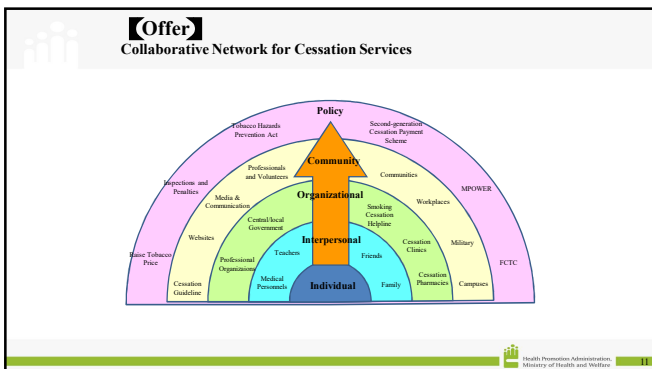 【Offer】
Collaborative Network for Cessation Services
Policy
Tobacco Hazards
Prevention Act
Second-generation
Cessation Payment
Scheme
Inspections and
Penalties
MPOWER
Raise Tobacco
Price
FCTC
Community
Professionals
and Volunteers
Communities
Media &
Communication
Workplaces
Websites
Military
Cessation
Guideline
Campuses
Organizational
Central/local
Government
Smoking
Cessation
Helpline
Professional
Organizaions
Cessation
Clinics
Cessation
Pharmacies
Interpersonal
Teachers
Friends
Medical
Personnels
Family
Individual
Health Promotion Administration,
Ministry of Health and Welfare
11